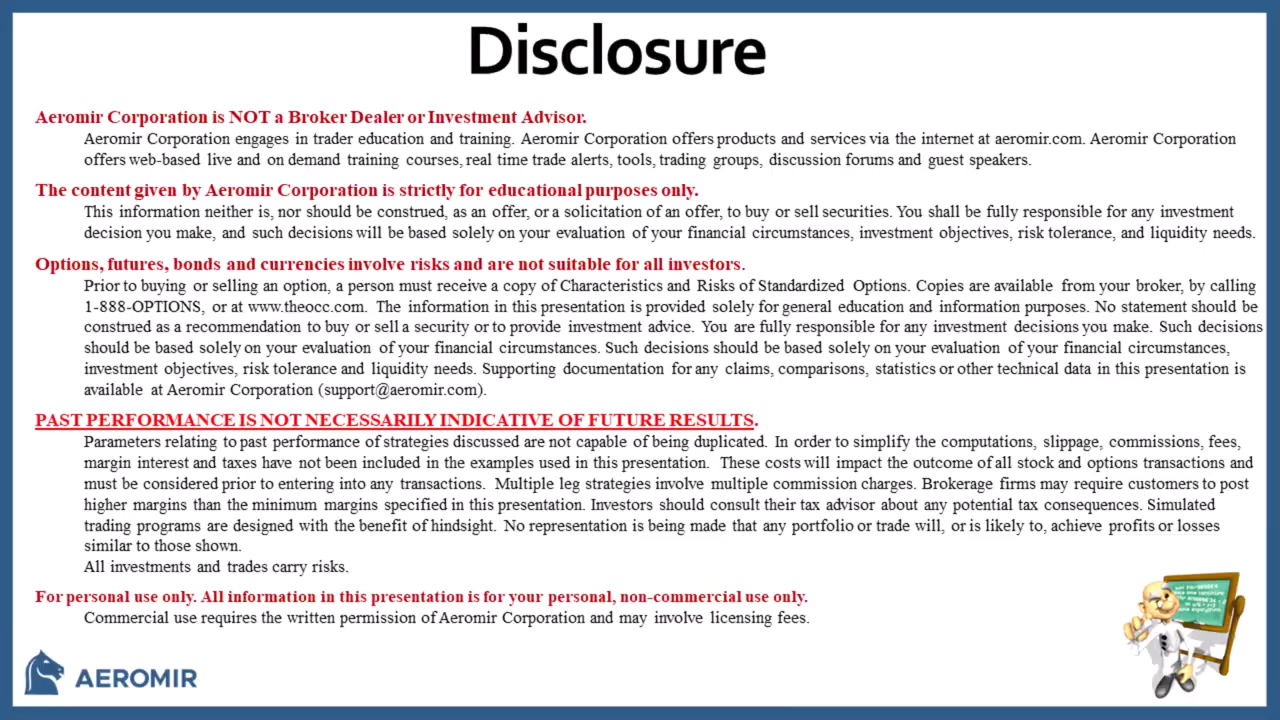 Disclosure
Aeromir Corporation is NOT a Broker Dealer or Investment Advisor.
Aeromir Corporation engages in trader education and training. Aeromir Corporation offers products and services via the internet at aeromir.com. Aeromir Corporation
offers web-based live and on demand training courses, real time trade alerts, tools, trading groups, discussion forums and guest speakers.
The content given by Aeromir Corporation is strictly for educational purposes only.
This information neither is, nor should be construed, as an offer, or a solicitation of an offer, to buy or sell securities. You shall be fully responsible for any investment
decision you make, and such decisions will be based solely on your evaluation of your financial circumstances, investment objectives, risk tolerance, and liquidity needs.
Options, futures, bonds and currencies involve risks and are not suitable for all investors.
Prior to buying or selling an option, a person must receive a copy of Characteristics and Risks of Standardized Options. Copies are available from your broker, by calling
1-888-OPTIONS, or at www.theocc.com. The information in this presentation is provided solely for general education and information purposes. No statement should be
construed as a recommendation to buy or sell a security or to provide investment advice. You are fully responsible for any investment decisions you make. Such decisions
should be based solely on your evaluation of your financial circumstances. Such decisions should be based solely on your evaluation of your financial circumstances,
investment objectives, risk tolerance and liquidity needs. Supporting documentation for any claims, comparisons, statistics or other technical data in this presentation is
available at Aeromir Corporation (support@aeromir.com).
PAST PERFORMANCE IS NOT NECESSARILY INDICATIVE OF FUTURE RESULTS.
Parameters relating to past performance of strategies discussed are not capable of being duplicated. In order to simplify the computations, slippage, commissions, fees,
margin interest and taxes have not been included in the examples used in this presentation. These costs will impact the outcome of all stock and options transactions and
must be considered prior to entering into any transactions. Multiple leg strategies involve multiple commission charges. Brokerage firms may require customers to post
higher margins than the minimum margins specified in this presentation. Investors should consult their tax advisor about any potential tax consequences. Simulated
trading programs are designed with the benefit of hindsight. No representation is being made that any portfolio or trade will, or is likely to, achieve profits or losses
similar to those shown.
All investments and trades carry risks.
For personal use only. All information in this presentation is for your personal, non-commercial use only.
Commercial use requires the written permission of Aeromir Corporation and may involve licensing fees.
AEROMIR